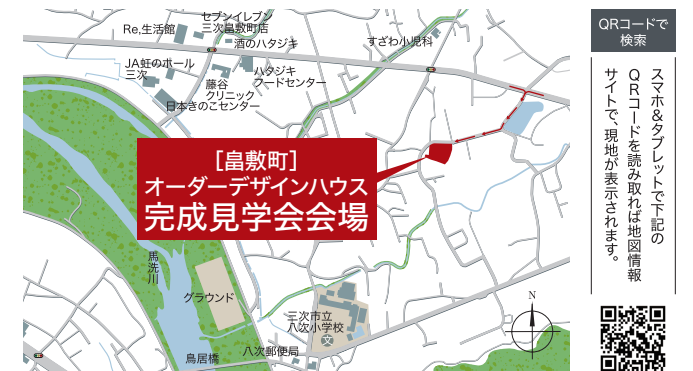 Re,生活館
セブンイレブン
三次畠敷町店
酒のハタジキ
すざわ小児科
JA虹のホール
三次
藤谷
クリニック
ハタジキ
フードセンター
日本きのこセンター
［畠敷町］
オーダーデザインハウス
完成見学会会場
馬洗川
グラウンド
三次市立
八次小学校
文
八次郵便局
鳥居橋
N
QRコードで
検索
スマホ&タブレットで下記の
QRコードを読み取れば地図情報
サイトで、現地が表示されます。